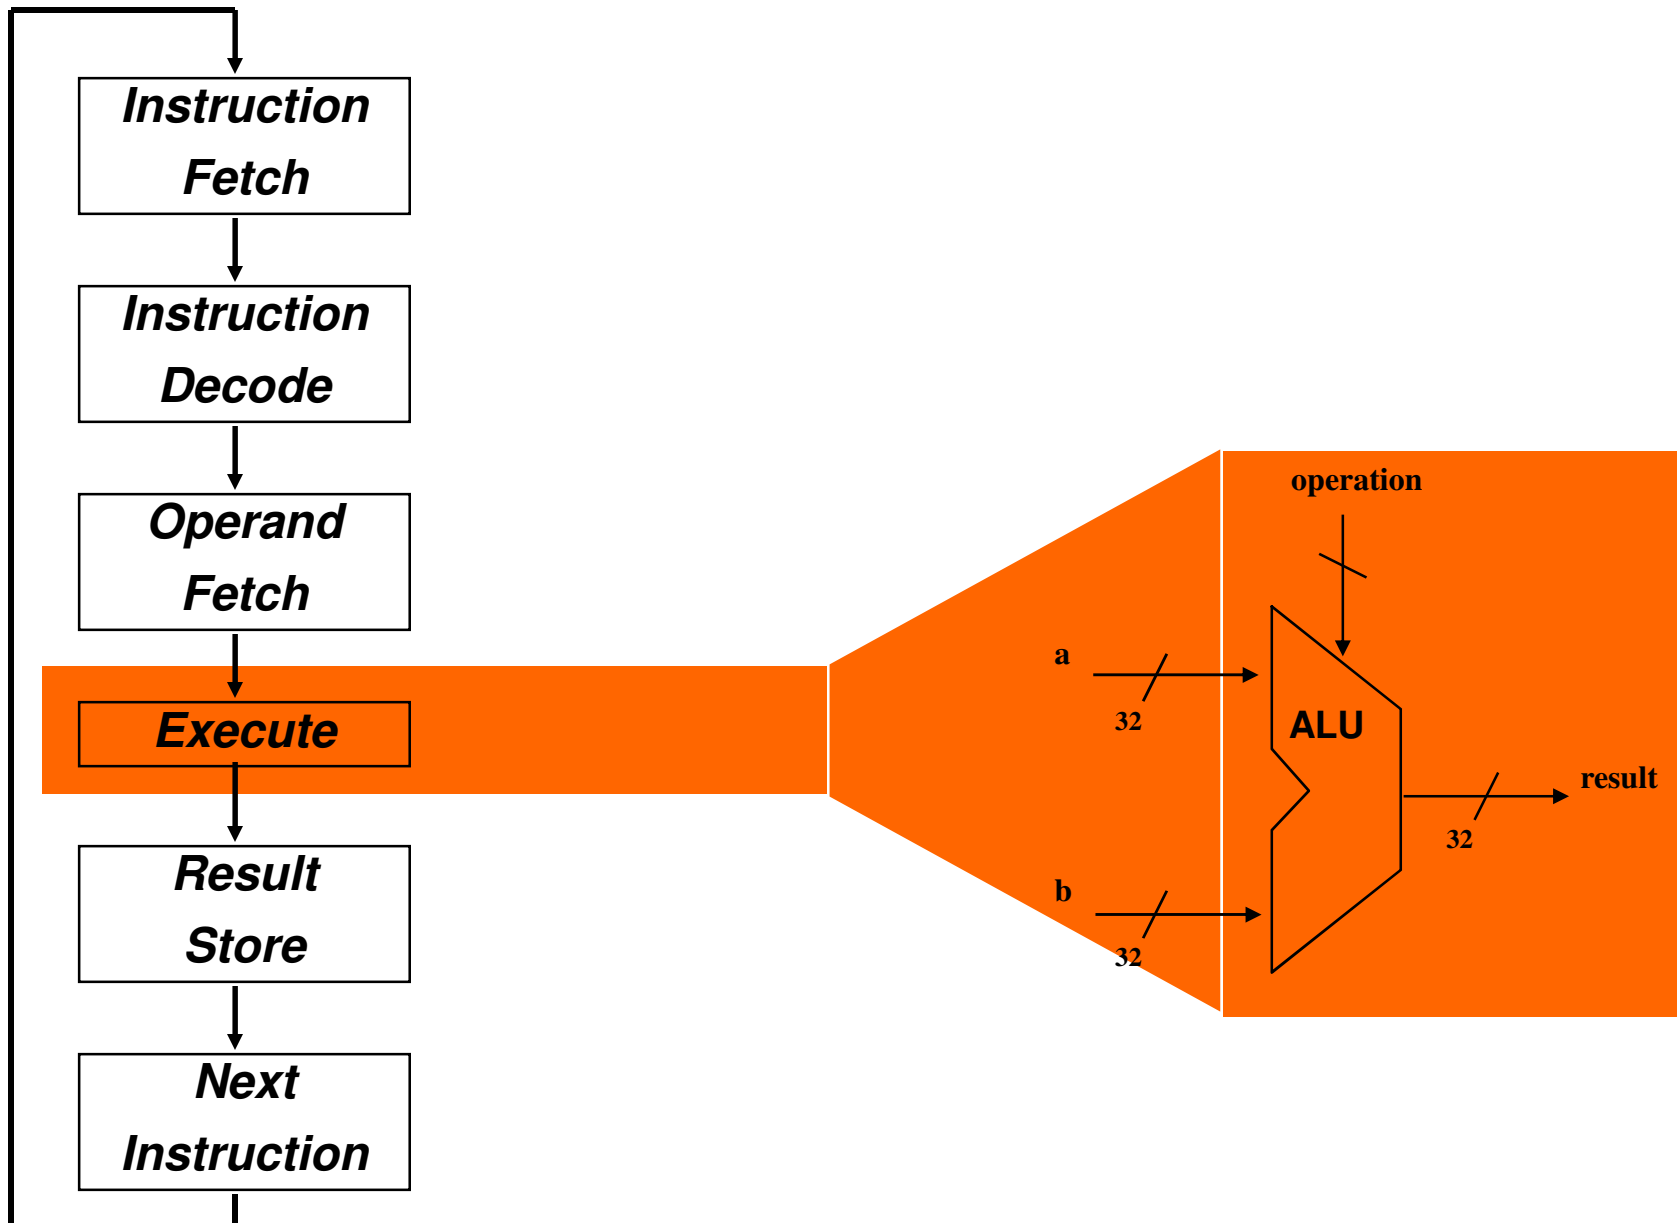 Instruction
Fetch
Instruction
Decode
Operand
Fetch
Execute
Result
Store
Next
Instruction
operation
a
32
ALU
result
32
b
32